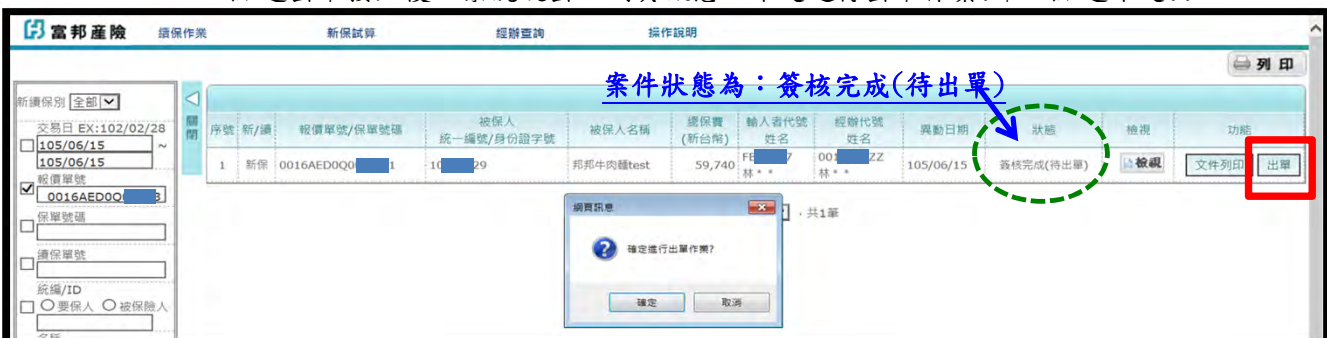 富邦產險 續保作業 新保試算 經辦查詢 操作說明
列印
案件狀態為：簽核完成(待出單)
新續保別 全部
交易日 EX:102/02/28
105/06/15 ~
105/06/15
報價單號
0016AED0Q
保單號碼
續保單號
統編/ID
要保人 被保險人
關閉
序號 新/續 報價單號/保單號碼 被保人 統一編號/身份證字號 被保人名稱 總保費 (新台幣) 輸入者代號 姓名 經辦代號 姓名 異動日期 狀態 檢視 功能
1 新保 0016AED0Q0 1 10 29 邦邦牛肉麵test 59,740 FE 7 林** 001 ZZ 林** 105/06/15 簽核完成(待出單) 檢視 文件列印 出單
，共1筆
網頁訊息
確定進行出單作業?
確定 取消